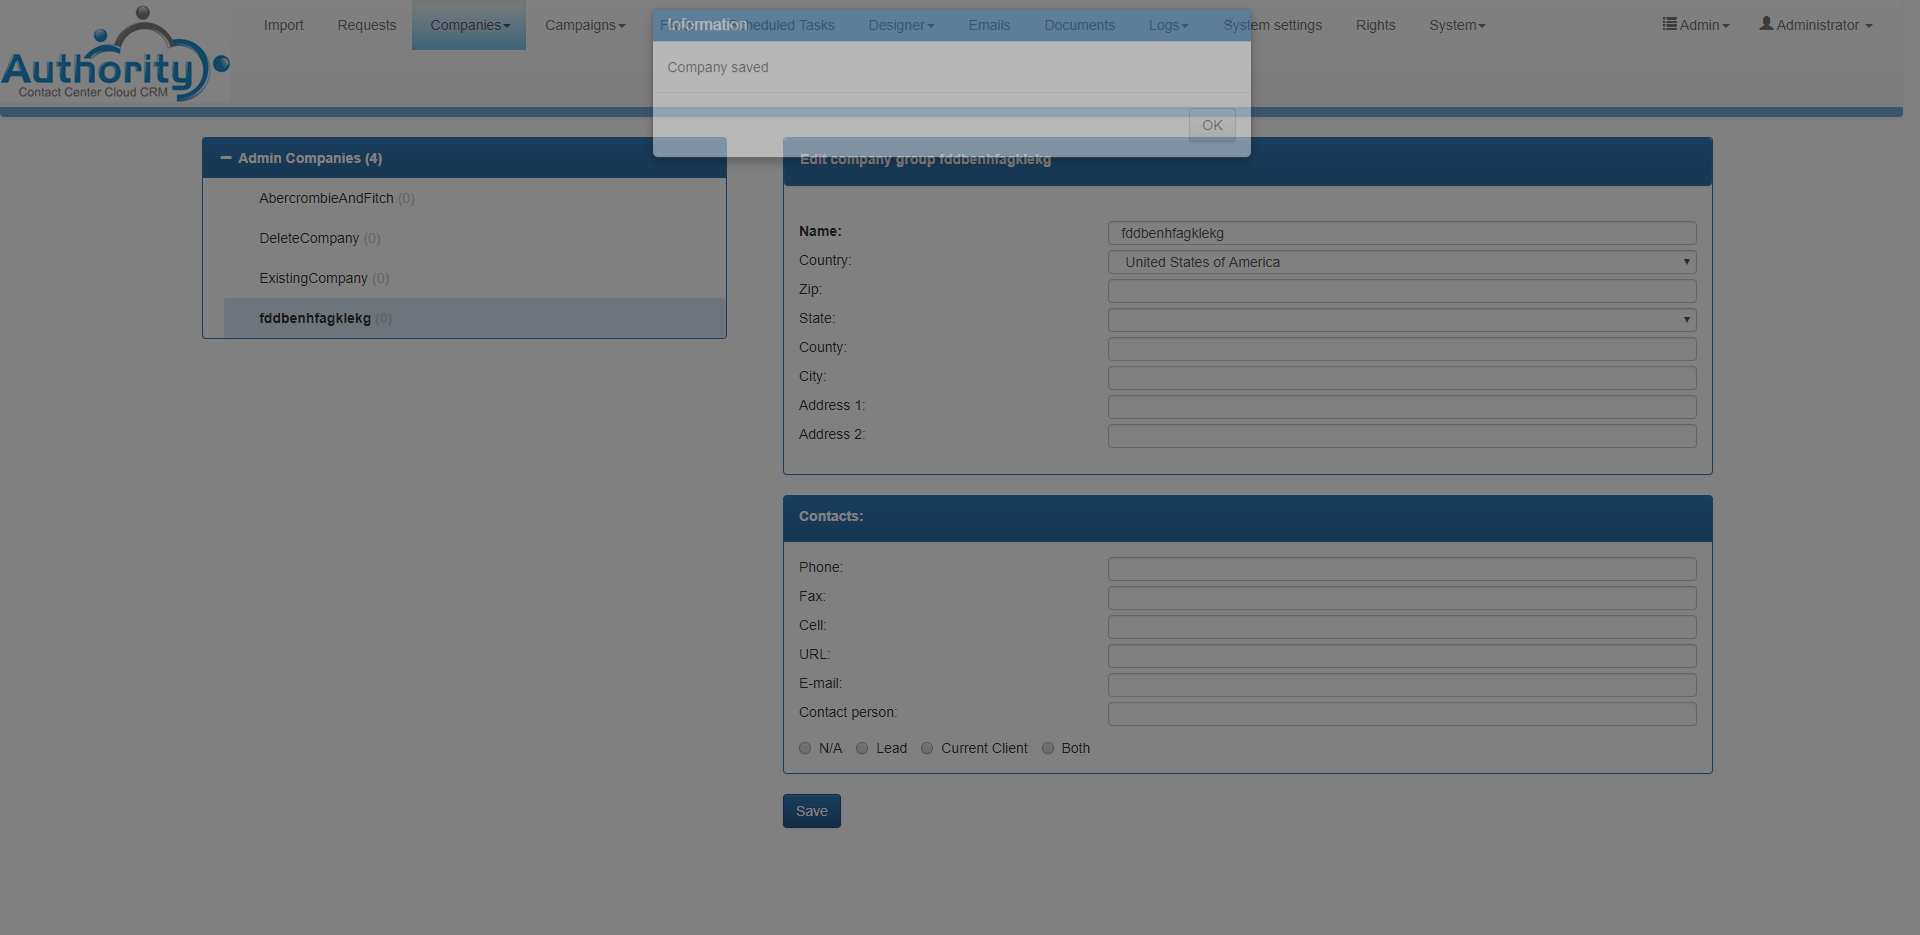 Authority
Contact Center Cloud CRM
Import
Requests
Companies
Campaigns
Scheduled Tasks
Designer
Emails
Documents
Logs
System settings
Rights
System
Admin
Administrator
Information
Company saved
OK
Admin Companies (4)
AbercrombieAndFitch (0)
DeleteCompany (0)
ExistingCompany (0)
fddbenhfagklekg (0)
Edit company group fddbenhfagklekg
Name:
fddbenhfagklekg
Country:
United States of America
Zip:
State:
County:
City:
Address 1:
Address 2:
Contacts:
Phone:
Fax:
Cell:
URL:
E-mail:
Contact person:
N/A
Lead
Current Client
Both
Save